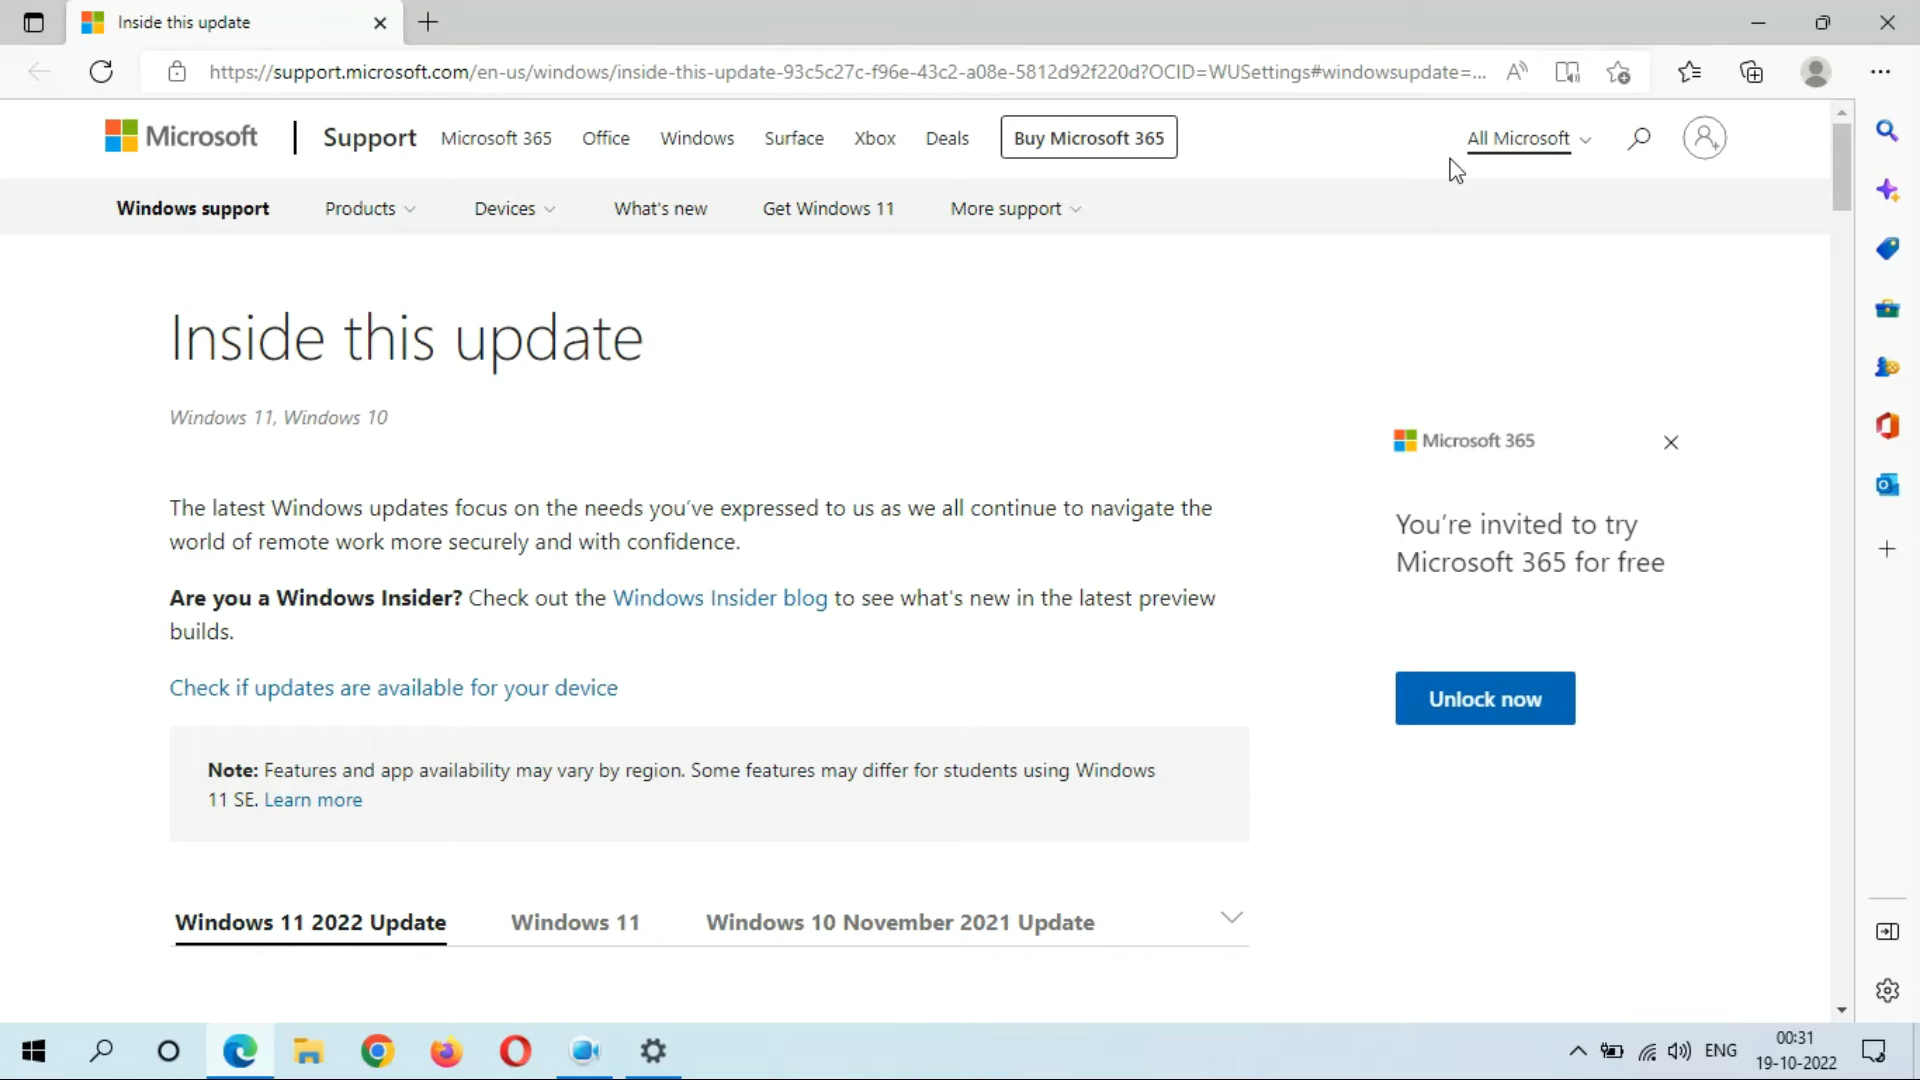 Inside this update
https://support.microsoft.com/en-us/windows/inside-this-update-93c5c27c-f96e-43c2-a08e-5812d92f220d?OCID=WUSettings#windowsupdate=...
Microsoft Support Microsoft 365 Office Windows Surface Xbox Deals Buy Microsoft 365 All Microsoft
Windows support Products Devices What's new Get Windows 11 More support
Inside this update
Windows 11, Windows 10
Microsoft 365
The latest Windows updates focus on the needs you've expressed to us as we all continue to navigate the
world of remote work more securely and with confidence.
You're invited to try
Microsoft 365 for free
Are you a Windows Insider? Check out the Windows Insider blog to see what's new in the latest preview
builds.
Check if updates are available for your device
Unlock now
Note: Features and app availability may vary by region. Some features may differ for students using Windows
11 SE. Learn more
Windows 11 2022 Update Windows 11 Windows 10 November 2021 Update
ENG
00:31
19-10-2022